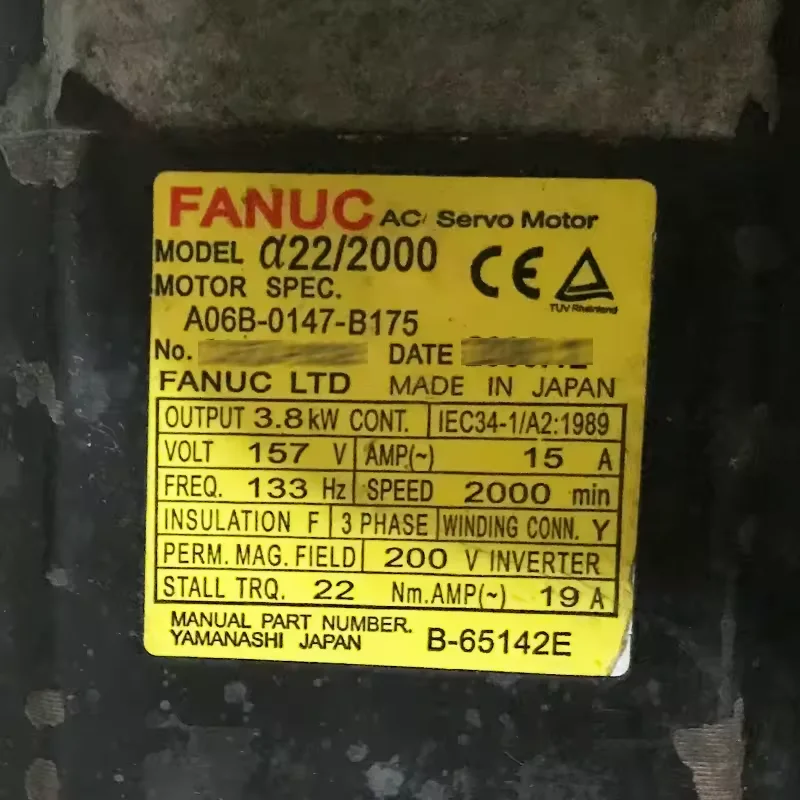 FANUC AC Servo Motor
MODEL α22/2000
MOTOR SPEC.
A06B-0147-B175
CE
TÜV Rheinland
No. DATE
FANUC LTD MADE IN JAPAN
OUTPUT 3.8 kW CONT. IEC34-1/A2:1989
VOLT 157 V AMP(~) 15 A
FREQ. 133 Hz SPEED 2000 min
INSULATION F 3 PHASE WINDING CONN. Y
PERM. MAG. FIELD 200 V INVERTER
STALL TRQ. 22 Nm. AMP(~) 19 A
MANUAL PART NUMBER.
YAMANASHI JAPAN B-65142E